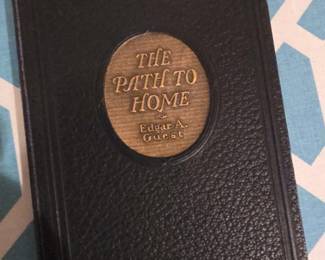 THE
PATH TO
HOME
Edgar A.
Guest